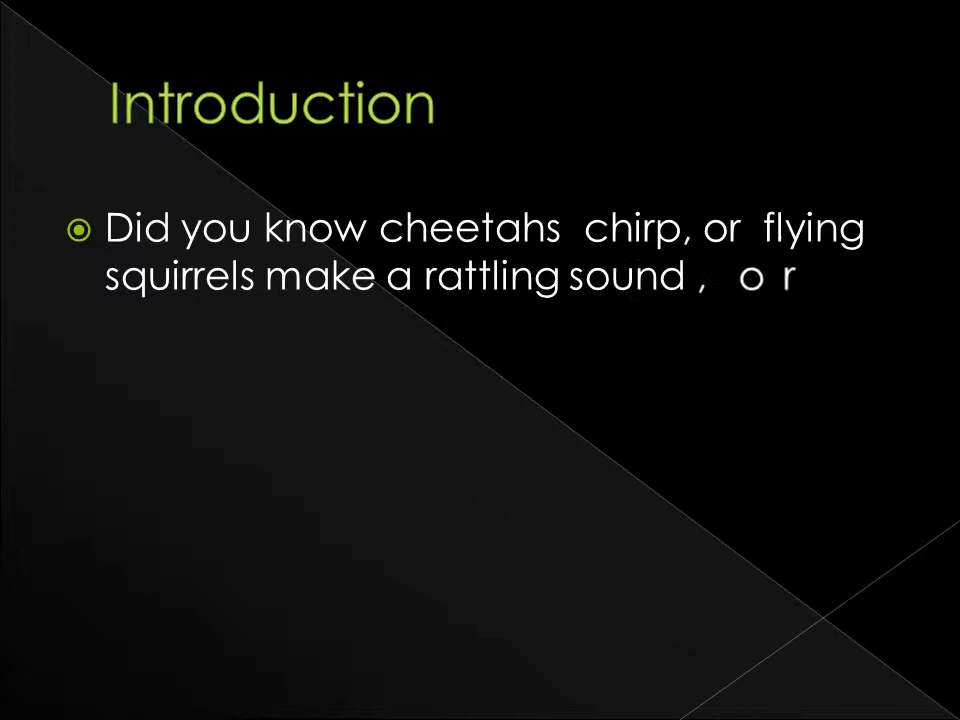 Introduction
Did you know cheetahs  chirp, or  flying
squirrels make a rattling sound ,  o r